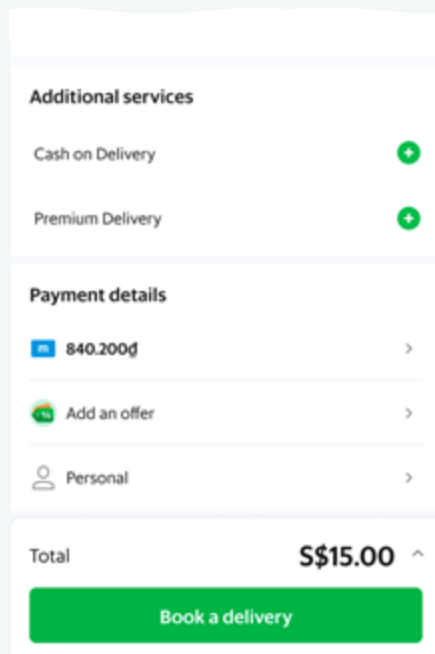 Additional services
Cash on Delivery
Premium Delivery
Payment details
m 840.200₫
Add an offer
Personal
Total S$15.00
Book a delivery